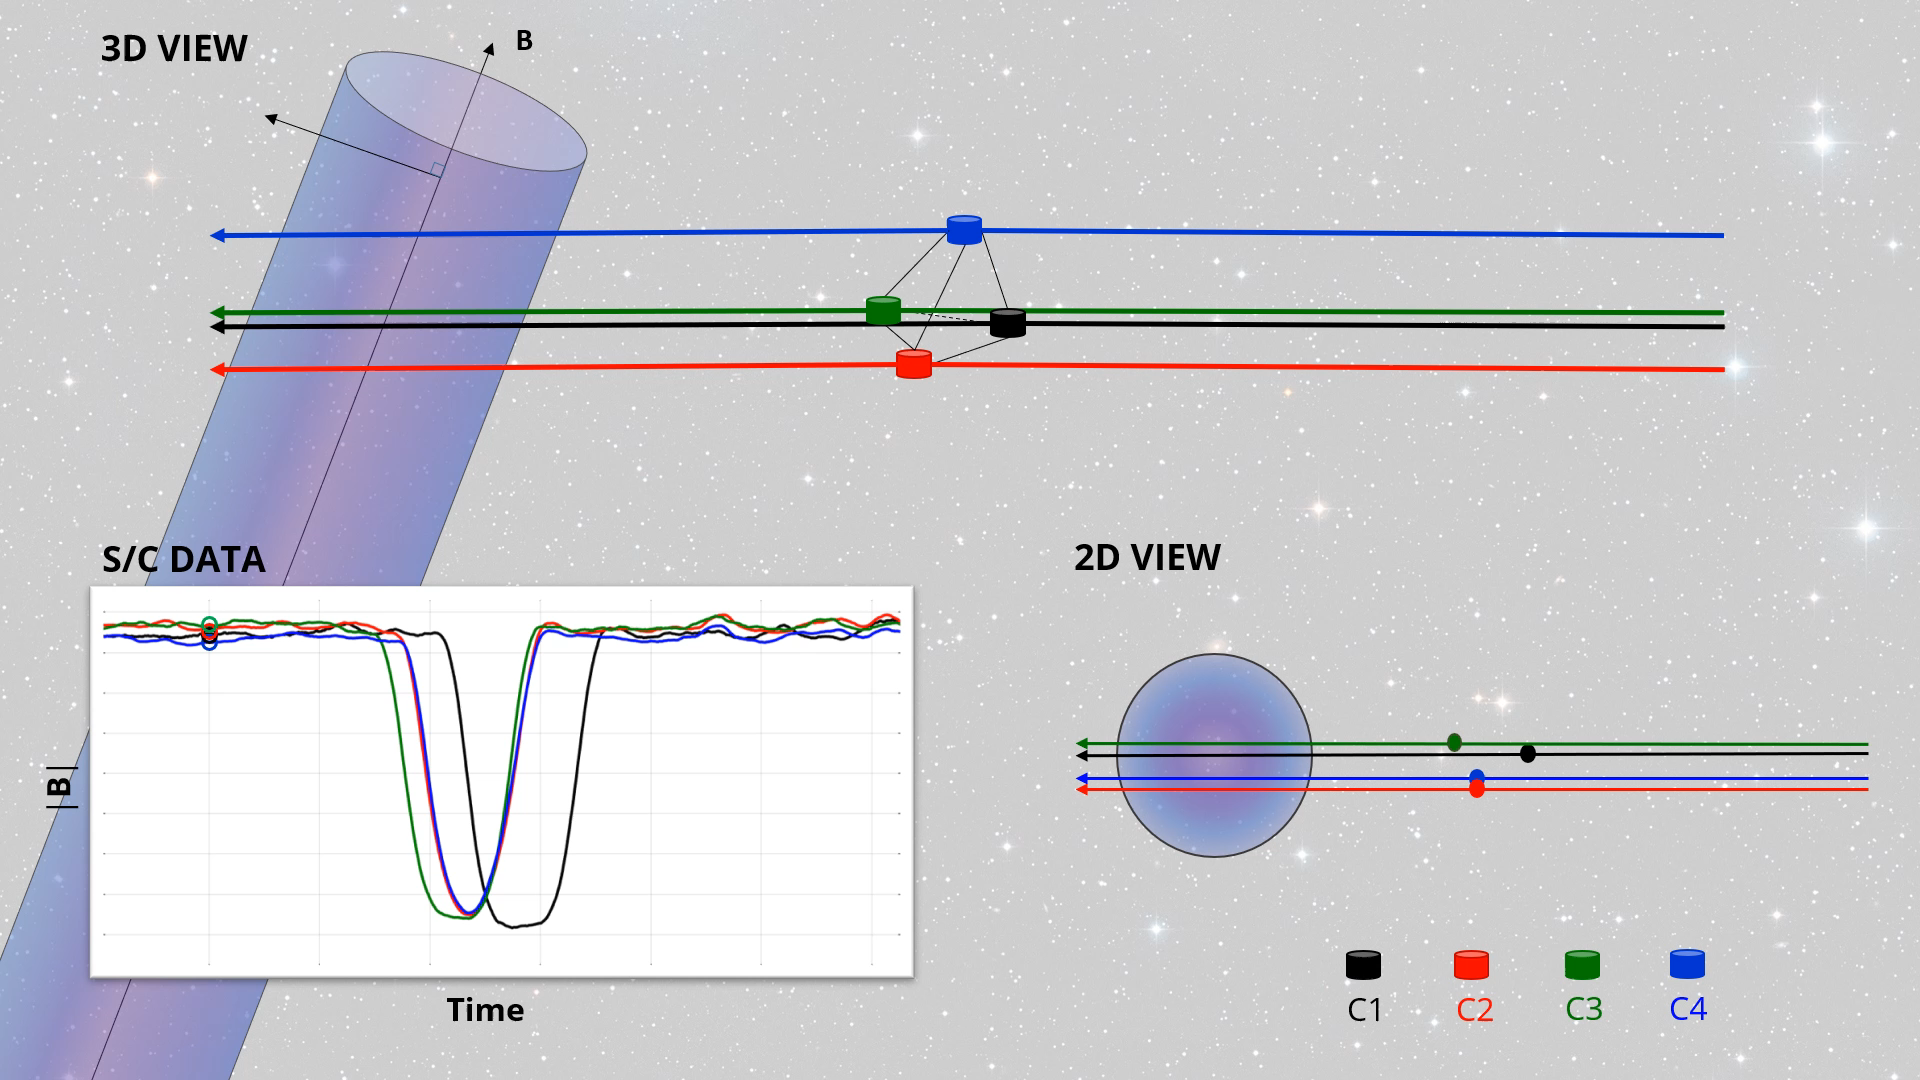 3D VIEW
B
S/C DATA
|B|
Time
2D VIEW
C1
C2
C3
C4